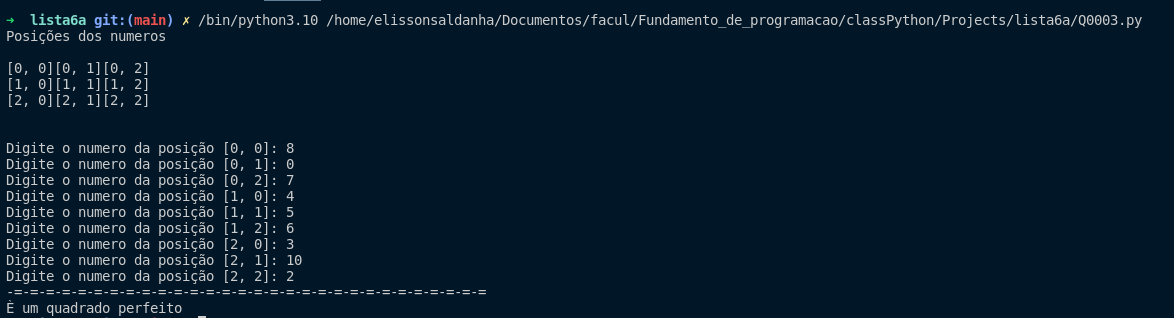 ➜  lista6a git:(main) ✗ /bin/python3.10 /home/elissonsaldanha/Documentos/facul/Fundamento_de_programacao/classPython/Projects/lista6a/Q0003.py
Posições dos numeros
[0, 0][0, 1][0, 2]
[1, 0][1, 1][1, 2]
[2, 0][2, 1][2, 2]
Digite o numero da posição [0, 0]: 8
Digite o numero da posição [0, 1]: 0
Digite o numero da posição [0, 2]: 7
Digite o numero da posição [1, 0]: 4
Digite o numero da posição [1, 1]: 5
Digite o numero da posição [1, 2]: 6
Digite o numero da posição [2, 0]: 3
Digite o numero da posição [2, 1]: 10
Digite o numero da posição [2, 2]: 2
-=-=-=-=-=-=-=-=-=-=-=-=-=-=-=-=-=-=-=-=-=-=-=-=-=-=-=-=-=-=
È um quadrado perfeito